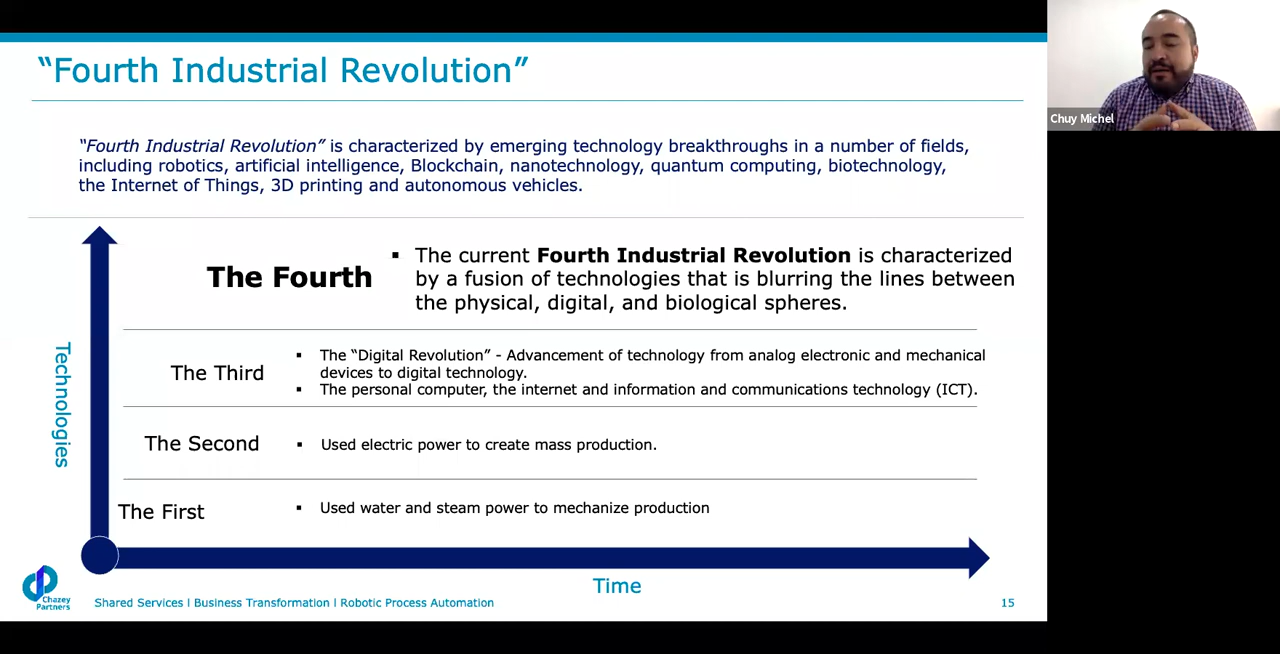 “Fourth Industrial Revolution”
Chuy Michel
“Fourth Industrial Revolution” is characterized by emerging technology breakthroughs in a number of fields,
including robotics, artificial intelligence, Blockchain, nanotechnology, quantum computing, biotechnology,
the Internet of Things, 3D printing and autonomous vehicles.
The Fourth
▪ The current Fourth Industrial Revolution is characterized
by a fusion of technologies that is blurring the lines between
the physical, digital, and biological spheres.
The Third
▪ The “Digital Revolution” - Advancement of technology from analog electronic and mechanical
devices to digital technology.
▪ The personal computer, the internet and information and communications technology (ICT).
The Second
▪ Used electric power to create mass production.
The First
▪ Used water and steam power to mechanize production
Technologies
Time
Chazey
Partners
Shared Services l Business Transformation l Robotic Process Automation
15